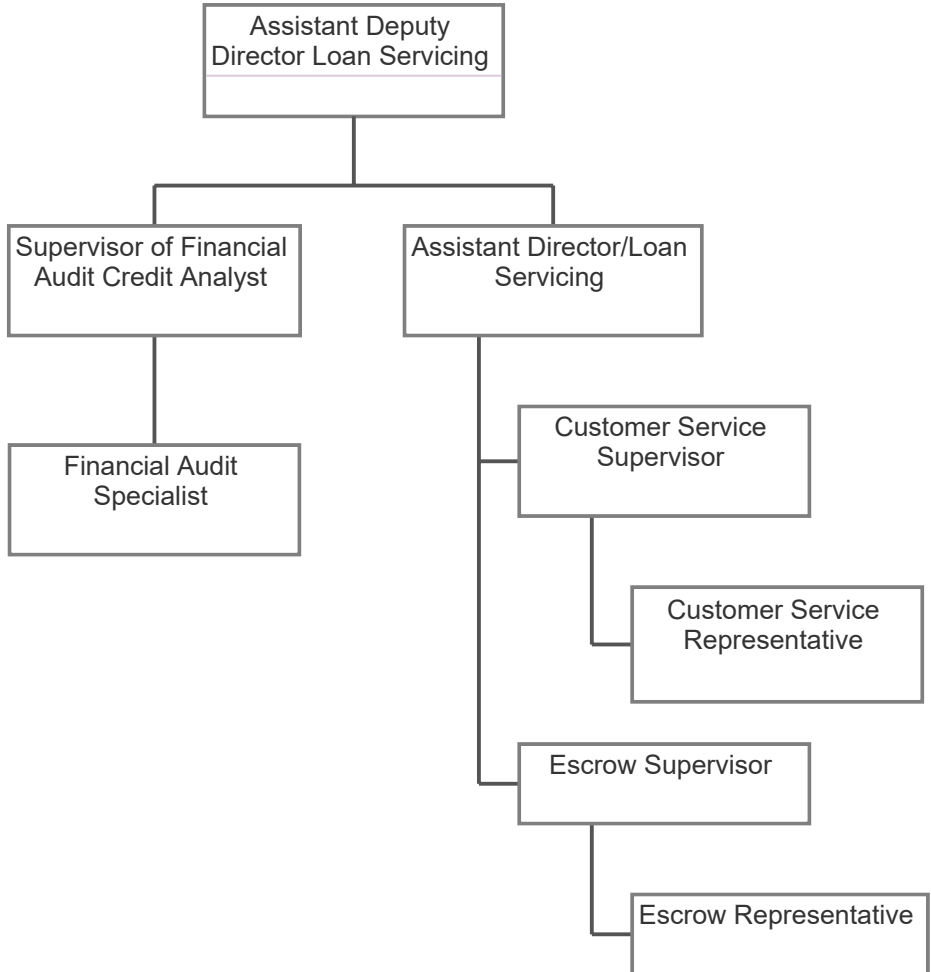 Assistant Deputy
Director Loan Servicing
Supervisor of Financial
Audit Credit Analyst
Assistant Director/Loan
Servicing
Customer Service
Supervisor
Financial Audit
Specialist
Customer Service
Representative
Escrow Supervisor
Escrow Representative